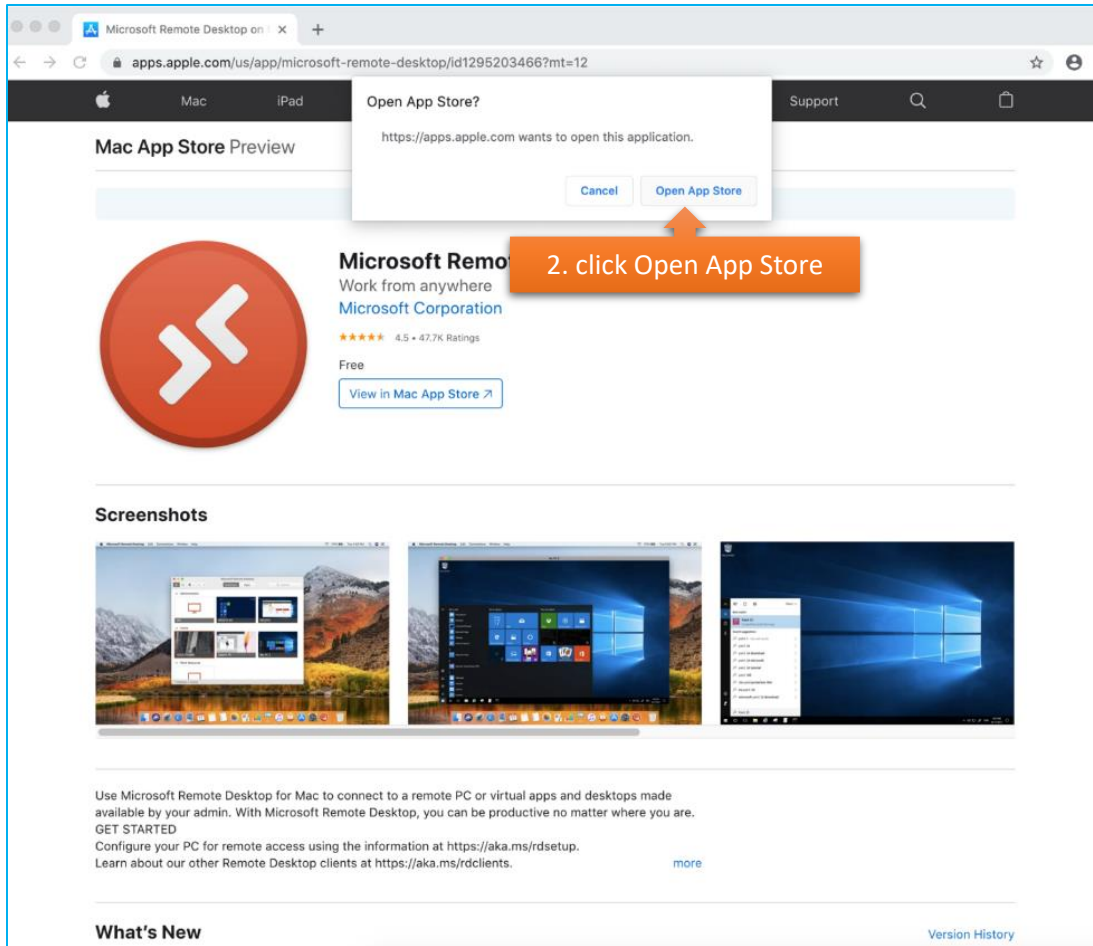 Microsoft Remote Desktop on
apps.apple.com/us/app/microsoft-remote-desktop/id1295203466?mt=12
Mac
iPad
Support
Open App Store?
https://apps.apple.com wants to open this application.
Cancel
Open App Store
Mac App Store Preview
2. click Open App Store
Microsoft Remo
Work from anywhere
Microsoft Corporation
4.5 • 47.7K Ratings
Free
View in Mac App Store ↗
Screenshots
Use Microsoft Remote Desktop for Mac to connect to a remote PC or virtual apps and desktops made
available by your admin. With Microsoft Remote Desktop, you can be productive no matter where you are.
GET STARTED
Configure your PC for remote access using the information at https://aka.ms/rdsetup.
Learn about our other Remote Desktop clients at https://aka.ms/rdclients.
more
What's New
Version History